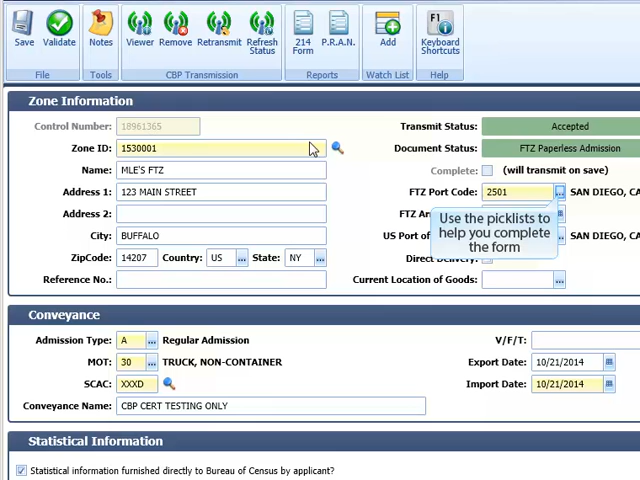 Save Validate Notes Viewer Remove Retransmit Refresh Status 214 Form P.R.A.N. Add F1 Keyboard Shortcuts
File Tools CBP Transmission Reports Watch List Help
Zone Information
Control Number: 18961365 Transmit Status: Accepted
Zone ID: 1530001 Document Status: FTZ Paperless Admission
Name: MLE'S FTZ Complete: (will transmit on save)
Address 1: 123 MAIN STREET FTZ Port Code: 2501 ... SAN DIEGO, CA
Address 2: FTZ Ar
Use the picklists to
help you complete
the form
City: BUFFALO US Port of ... SAN DIEGO, CA
ZipCode: 14207 Country: US ... State: NY ... Direct Delivery:
Reference No.: Current Location of Goods: ...
Conveyance
Admission Type: A ... Regular Admission V/F/T:
MOT: 30 ... TRUCK, NON-CONTAINER Export Date: 10/21/2014
SCAC: XXXD Import Date: 10/21/2014
Conveyance Name: CBP CERT TESTING ONLY
Statistical Information
Statistical information furnished directly to Bureau of Census by applicant?